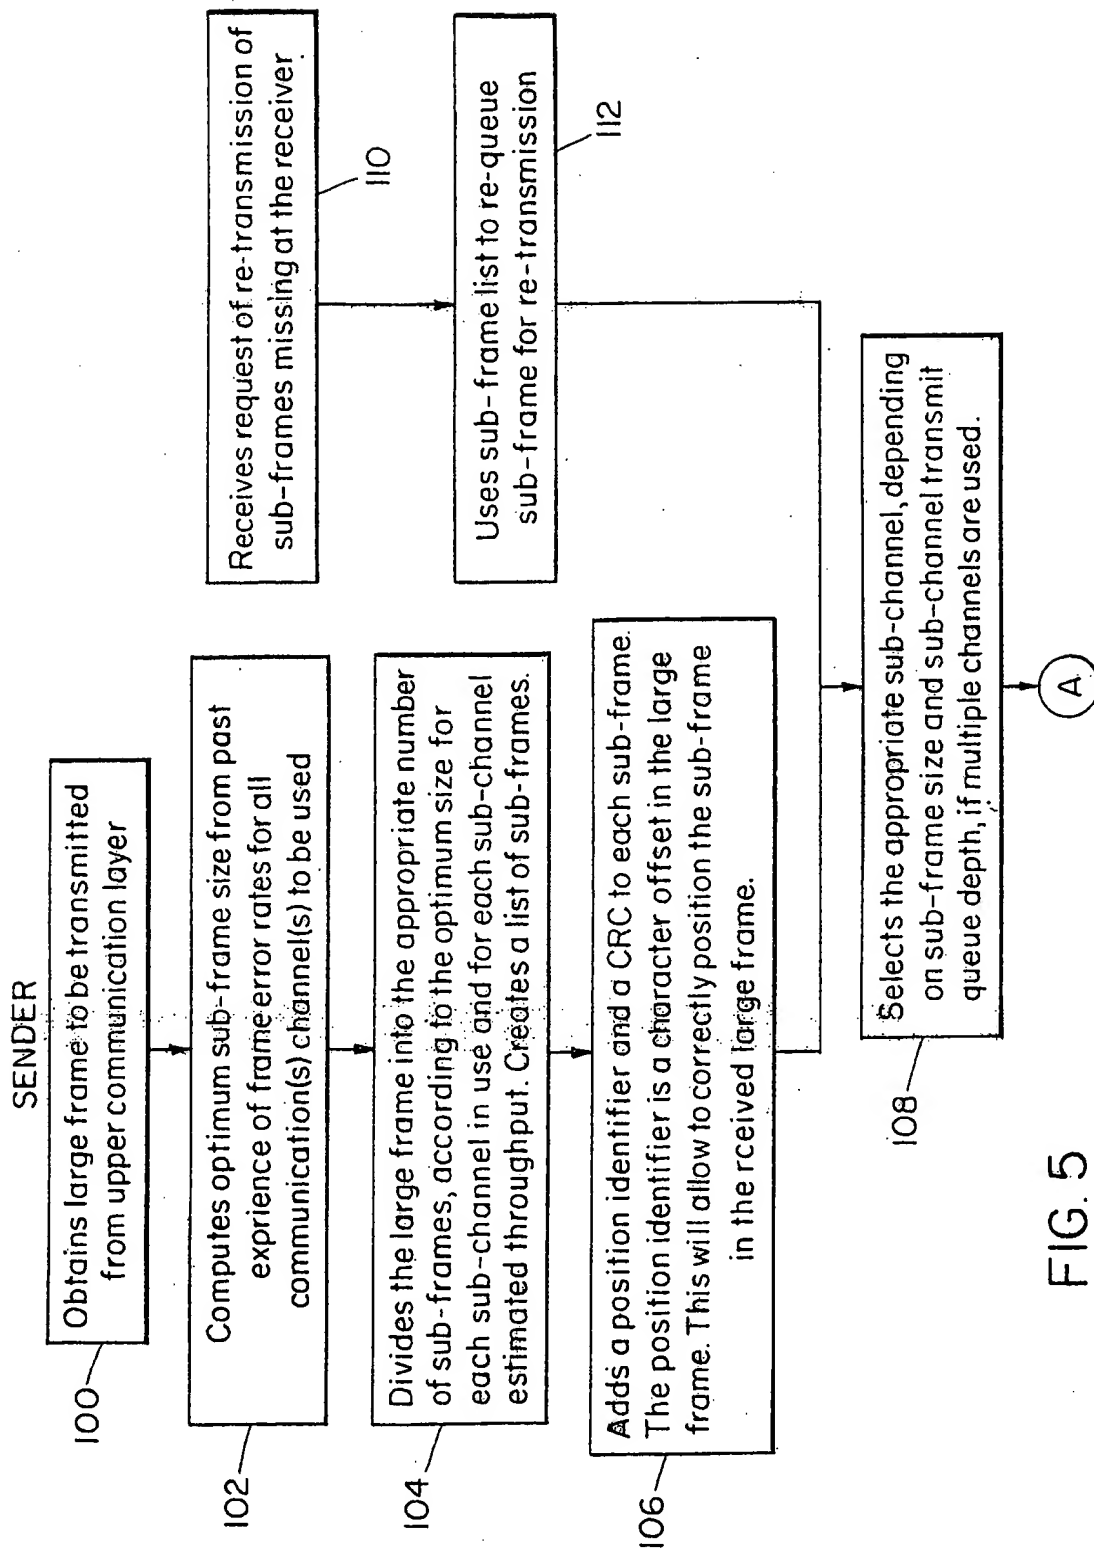 SENDER
Obtains large frame to be transmitted
from upper communication layer
100
Computes optimum sub-frame size from past
exprience of frame error rates for all
communication(s) channel(s) to be used
102
Divides the large frame into the appropriate number
of sub-frames, according to the optimum size for
each sub-channel in use and for each sub-channel
estimated throughput. Creates a list of sub-frames.
104
Adds a position identifier and a CRC to each sub-frame.
The position identifier is a character offset in the large
frame. This will allow to correctly position the sub-frame
in the rceived large frame.
106
Receives request of re-transmission of
sub-frames missing at the receiver
110
Uses sub-frame list to re-queue
sub-frame for re-transmission
112
Selects the appropriate sub-channel, depending
on sub-frame size and sub-channel transmit
queue depth, if multiple channels are used.
108
A
FIG. 5